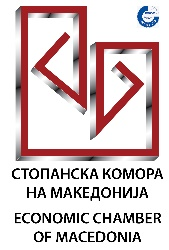 СТОПАНСКА КОМОРА
НА МАКЕДОНИЈА
ECONOMIC CHAMBER
OF MACEDONIA